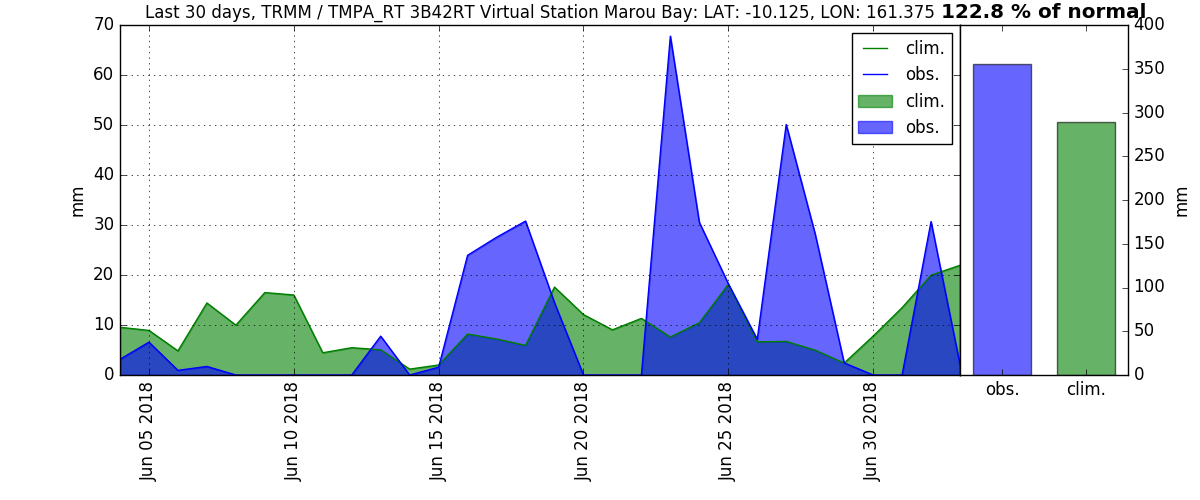 Last 30 days, TRMM / TMPA_RT 3B42RT Virtual Station Marou Bay: LAT: -10.125, LON: 161.375 122.8 % of normal
70
60
50
40
30
20
10
0
mm
clim.
obs.
clim.
obs.
Jun 05 2018
Jun 10 2018
Jun 15 2018
Jun 20 2018
Jun 25 2018
Jun 30 2018
400
350
300
250
200
150
100
50
0
mm
obs.
clim.